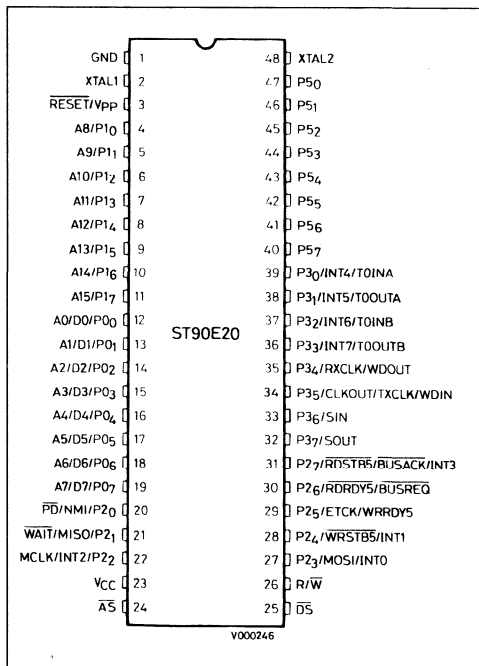 GND 1 48 XTAL2
XTAL1 2 47 P50
RESET/VPP 3 46 P51
A8/P10 4 45 P52
A9/P11 5 44 P53
A10/P12 6 43 P54
A11/P13 7 42 P55
A12/P14 8 41 P56
A13/P15 9 40 P57
A14/P16 10 39 P30/INT4/T0INA
A15/P17 11 38 P31/INT5/T0OUTA
A0/D0/P00 12 37 P32/INT6/T0INB
ST90E20
A1/D1/P01 13 36 P33/INT7/T0OUTB
A2/D2/P02 14 35 P34/RXCLK/WDOUT
A3/D3/P03 15 34 P35/CLKOUT/TXCLK/WDIN
A4/D4/P04 16 33 P36/SIN
A5/D5/P05 17 32 P37/SOUT
A6/D6/P06 18 31 P27/RDSTB5/BUSACK/INT3
A7/D7/P07 19 30 P26/RDRDY5/BUSREQ
PD/NMI/P20 20 29 P25/ETCK/WRRDY5
WAIT/MISO/P21 21 28 P24/WRSTB5/INT1
MCLK/INT2/P22 22 27 P23/MOSI/INT0
VCC 23 26 R/W
AS 24 25 DS
V000246